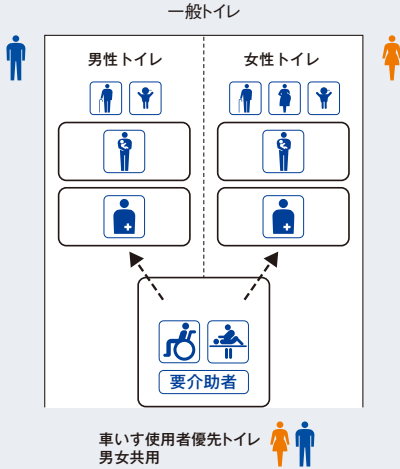 一般トイレ
男性トイレ
女性トイレ
要介助者
車いす使用者優先トイレ
男女共用